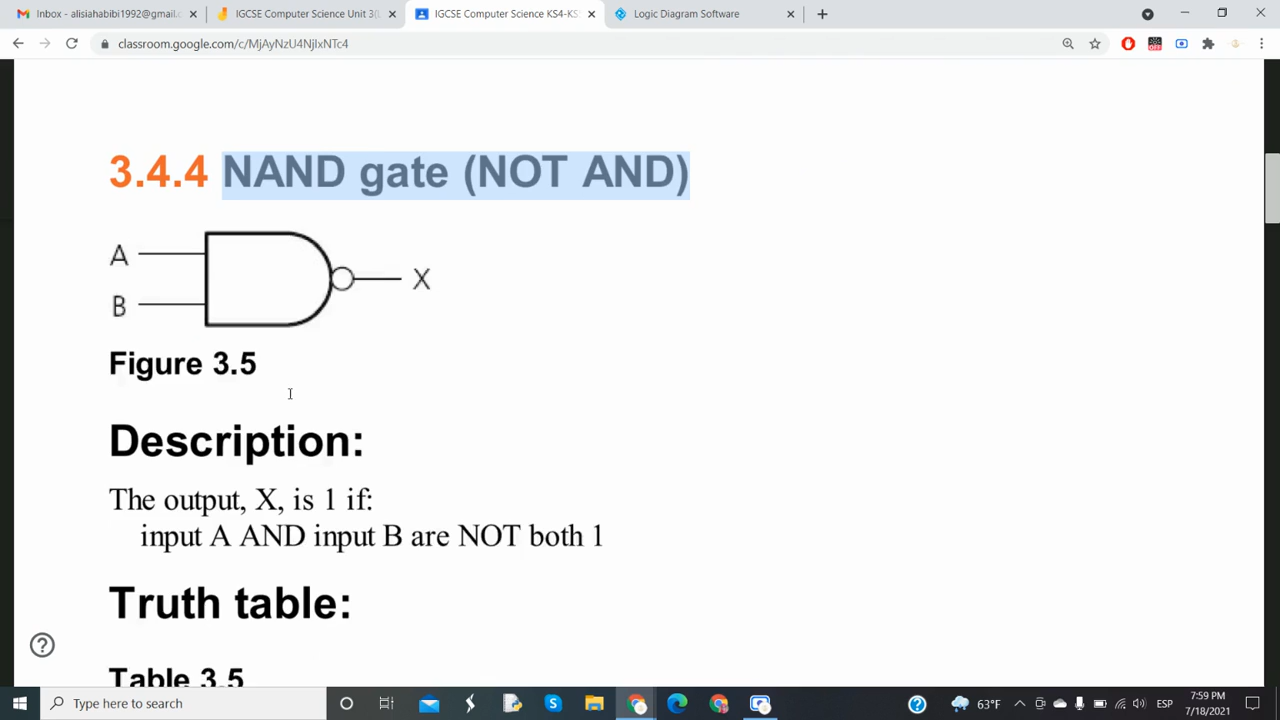 Inbox - alisiahabibi1992@gmail.c
IGCSE Computer Science Unit 30
IGCSE Computer Science KS4-KS
Logic Diagram Software
classroom.google.com/c/MjAyNzU4NjIxNTc4
OFF
3.4.4 NAND gate (NOT AND)
A
X
B
Figure 3.5
Description:
The output, X, is 1 if:
input A AND input B are NOT both 1
Truth table:
Table 3.5
Type here to search
63°F
ESP
7:59 PM
7/18/2021